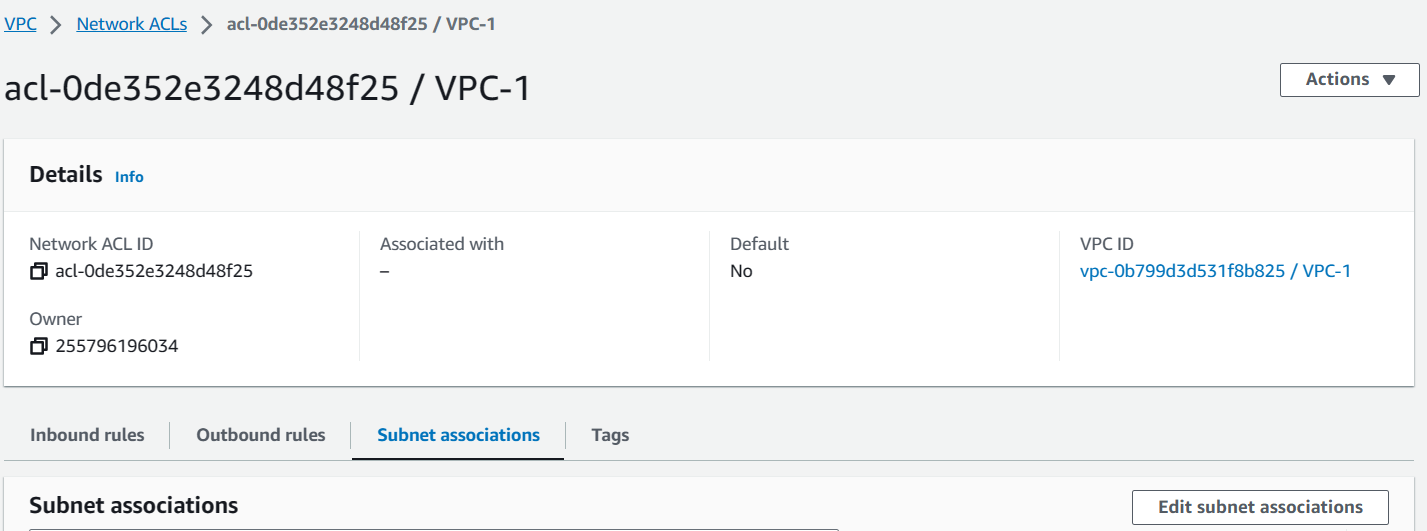 VPC > Network ACLs > acl-0de352e3248d48f25 / VPC-1
acl-0de352e3248d48f25 / VPC-1
Actions ▼
Details Info
Network ACL ID
acl-0de352e3248d48f25
Owner
255796196034
Associated with
–
Default
No
VPC ID
vpc-0b799d3d531f8b825 / VPC-1
Inbound rules
Outbound rules
Subnet associations
Tags
Subnet associations
Edit subnet associations